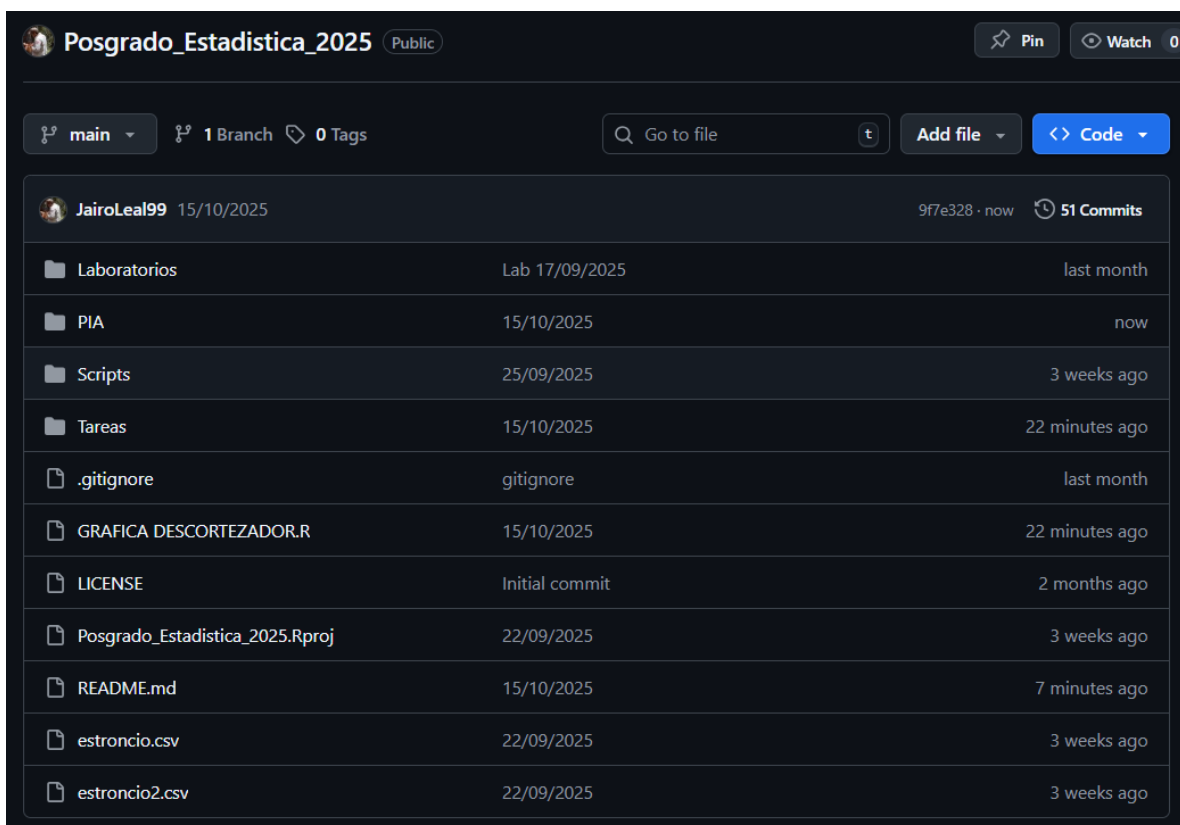 Posgrado_Estadistica_2025 Public Pin Watch 0
main 1 Branch 0 Tags Go to file t Add file Code
JairoLeal99 15/10/2025 9f7e328 · now 51 Commits
Laboratorios Lab 17/09/2025 last month
PIA 15/10/2025 now
Scripts 25/09/2025 3 weeks ago
Tareas 15/10/2025 22 minutes ago
.gitignore gitignore last month
GRAFICA DESCORTEZADOR.R 15/10/2025 22 minutes ago
LICENSE Initial commit 2 months ago
Posgrado_Estadistica_2025.Rproj 22/09/2025 3 weeks ago
README.md 15/10/2025 7 minutes ago
estroncio.csv 22/09/2025 3 weeks ago
estroncio2.csv 22/09/2025 3 weeks ago